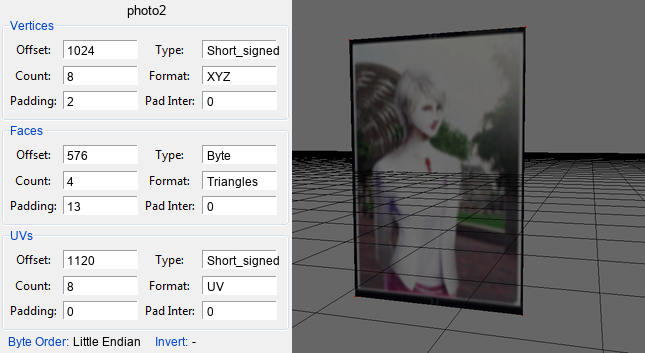 photo2
Vertices
Offset: 1024 Type: Short_signed
Count: 8 Format: XYZ
Padding: 2 Pad Inter: 0
Faces
Offset: 576 Type: Byte
Count: 4 Format: Triangles
Padding: 13 Pad Inter: 0
UVs
Offset: 1120 Type: Short_signed
Count: 8 Format: UV
Padding: 0 Pad Inter: 0
Byte Order: Little Endian Invert: -